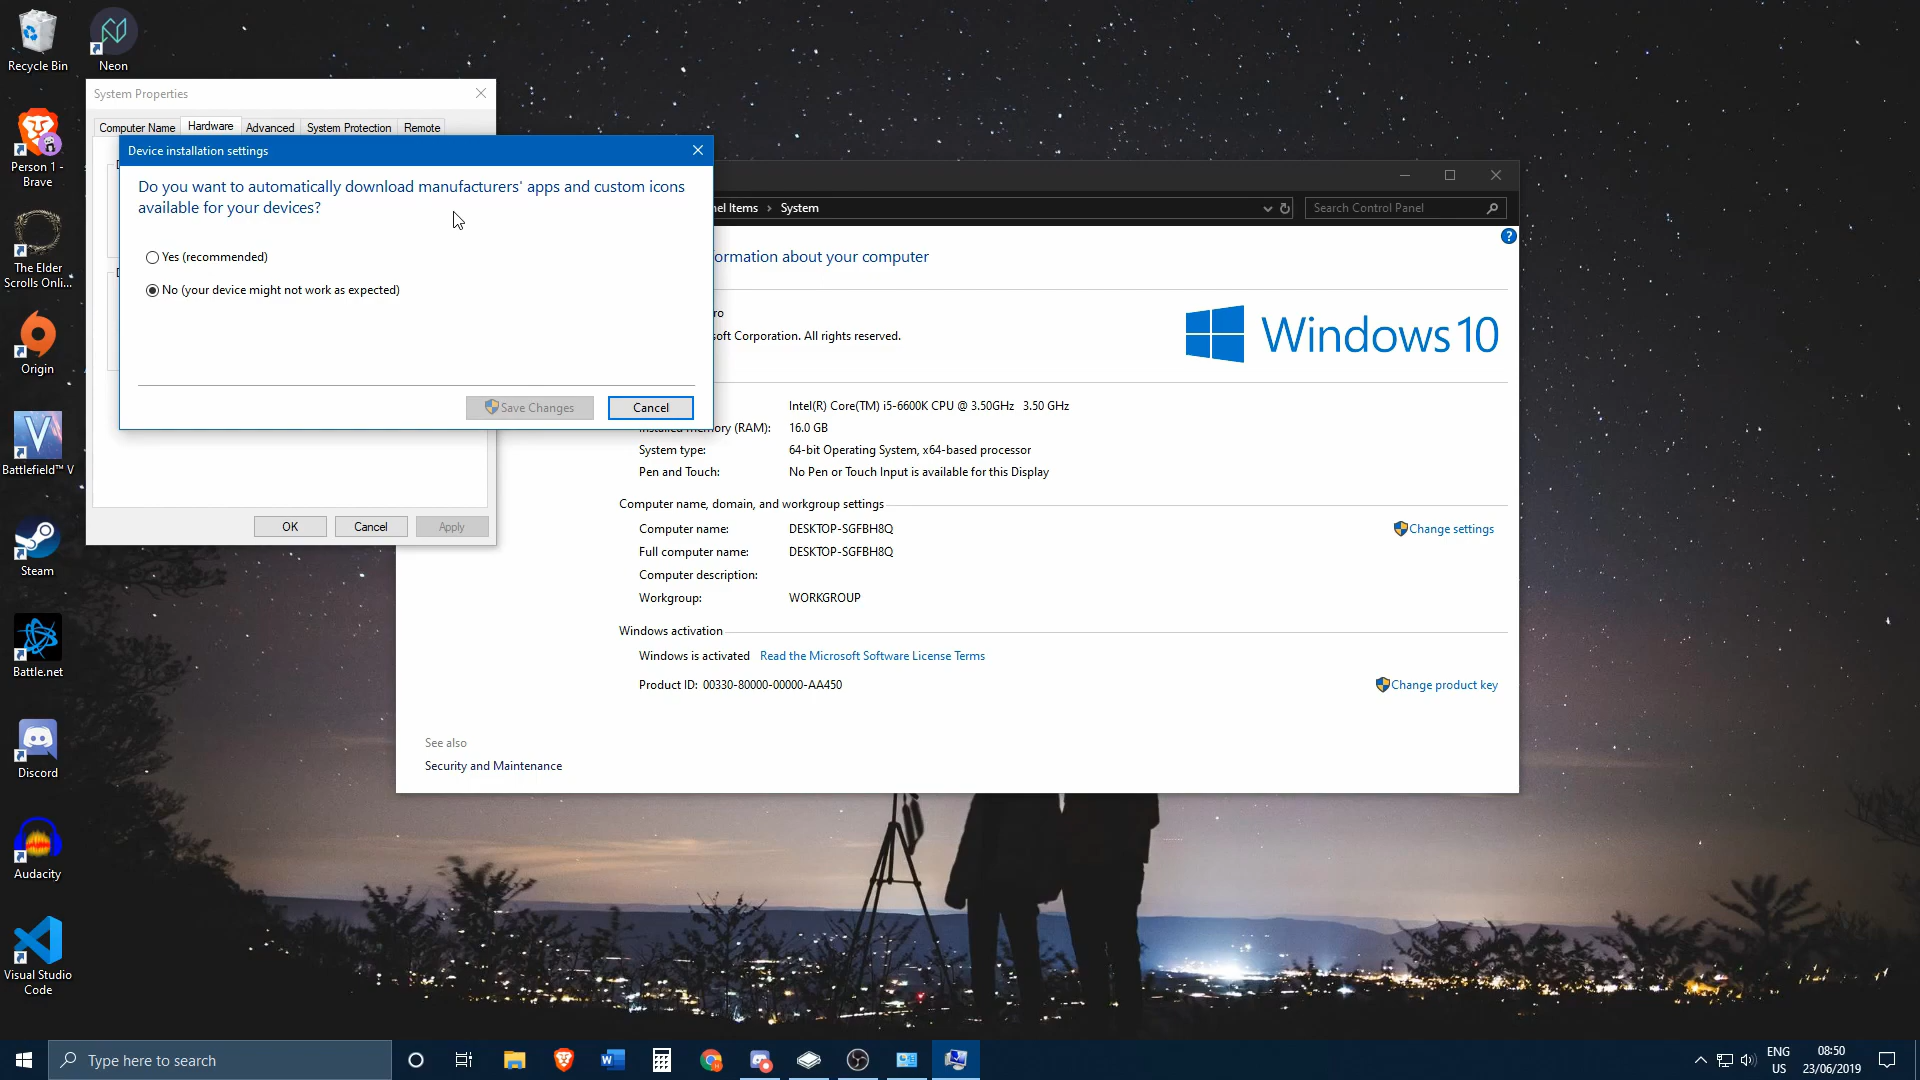 Recycle Bin
Neon
Person 1 -
Brave
The Elder
Scrolls Onli...
Origin
Battlefield™ V
Steam
Battle.net
Discord
Audacity
Visual Studio
Code
System Properties
Computer Name
Hardware
Advanced
System Protection
Remote
Device installation settings
Do you want to automatically download manufacturers' apps and custom icons
available for your devices?
Yes (recommended)
No (your device might not work as expected)
Save Changes
Cancel
OK
Cancel
Apply
nel Items > System
Search Control Panel
ormation about your computer
ro
soft Corporation. All rights reserved.
Windows 10
Intel(R) Core(TM) i5-6600K CPU @ 3.50GHz 3.50 GHz
Installed memory (RAM): 16.0 GB
System type: 64-bit Operating System, x64-based processor
Pen and Touch: No Pen or Touch Input is available for this Display
Computer name, domain, and workgroup settings
Computer name: DESKTOP-SGFBH8Q
Change settings
Full computer name: DESKTOP-SGFBH8Q
Computer description:
Workgroup: WORKGROUP
Windows activation
Windows is activated Read the Microsoft Software License Terms
Product ID: 00330-80000-00000-AA450
Change product key
See also
Security and Maintenance
Type here to search
ENG
US
08:50
23/06/2019